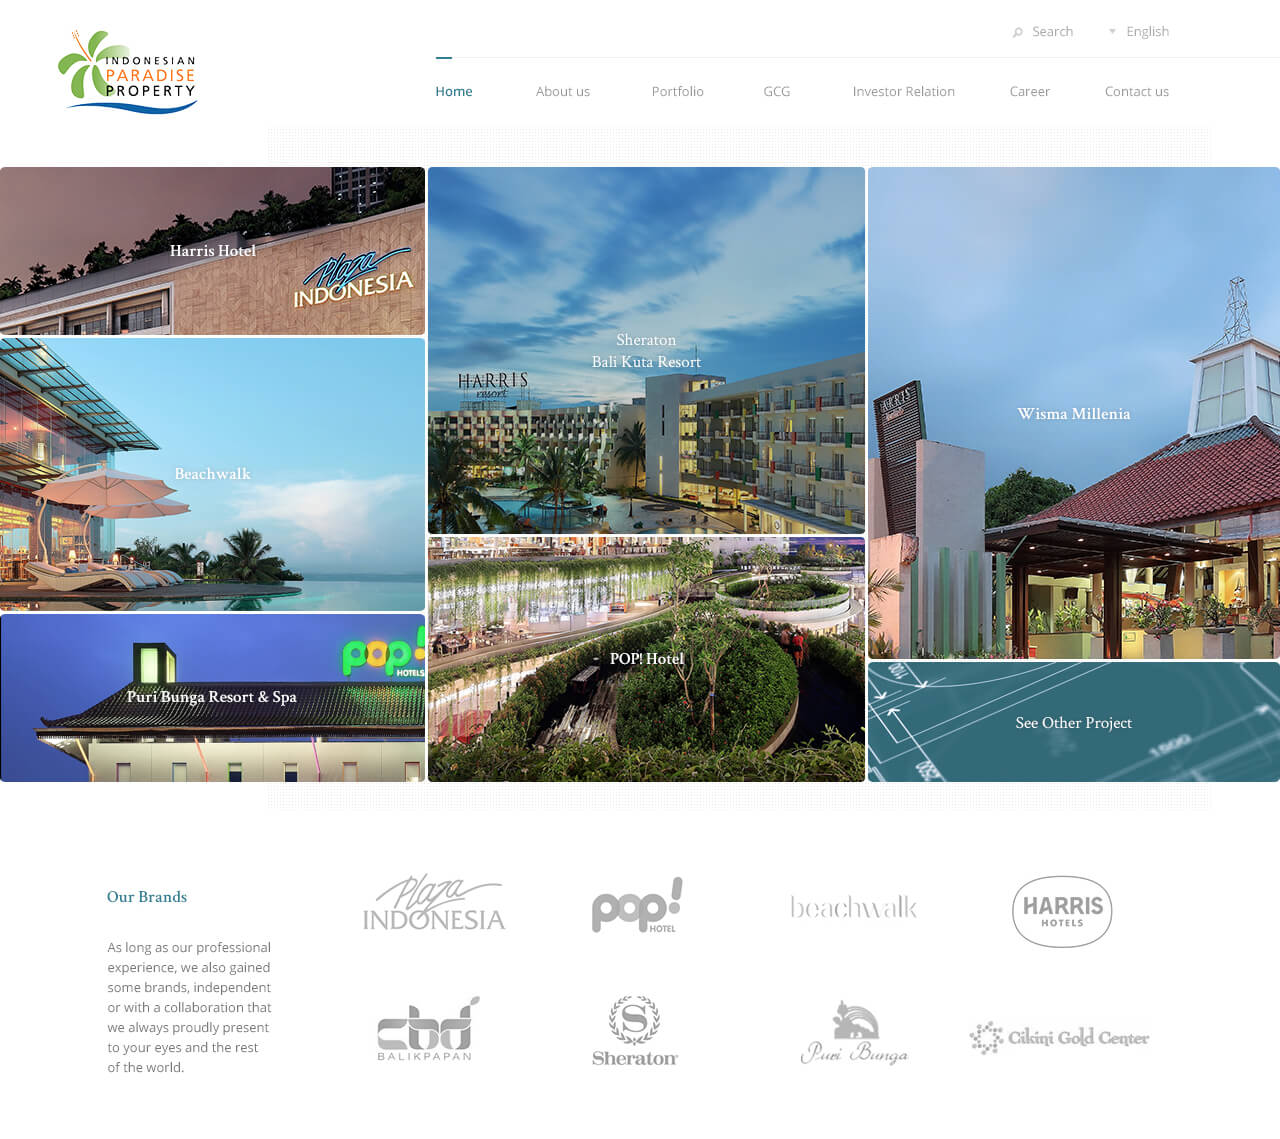 Search
English
INDONESIAN
PARADISE
PROPERTY
Home
About us
Portfolio
GCG
Investor Relation
Career
Contact us
Harris Hotel
Plaza
INDONESIA
Sheraton
Bali Kuta Resort
HARRIS
resort
Wisma Millenia
HARRIS
Beachwalk
pop!
HOTELS
Puri Bunga Resort & Spa
POP! Hotel
See Other Project
1000
Our Brands
As long as our professional
experience, we also gained
some brands, independent
or with a collaboration that
we always proudly present
to your eyes and the rest
of the world.
Plaza
INDONESIA
pop!
HOTEL
beachwalk
HARRIS
HOTELS
cbd
BALIKPAPAN
S
Sheraton
Puri Bunga
Cikini Gold Center